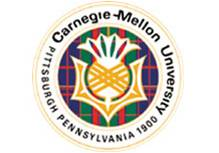 Carnegie-Mellon University
PITTSBURGH PENNSYLVANIA 1900